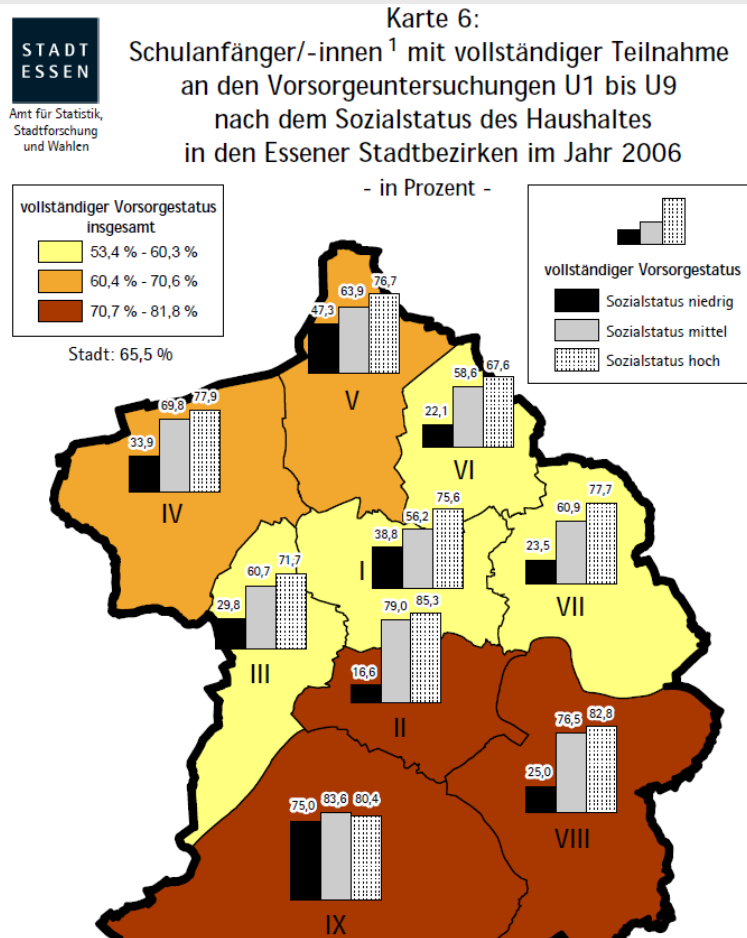 STADT
ESSEN
Amt für Statistik,
Stadtforschung
und Wahlen
Karte 6:
Schulanfänger/-innen ¹ mit vollständiger Teilnahme
an den Vorsorgeuntersuchungen U1 bis U9
nach dem Sozialstatus des Haushaltes
in den Essener Stadtbezirken im Jahr 2006
- in Prozent -
vollständiger Vorsorgestatus
insgesamt
53,4 % - 60,3 %
60,4 % - 70,6 %
70,7 % - 81,8 %
Stadt: 65,5 %
vollständiger Vorsorgestatus
Sozialstatus niedrig
Sozialstatus mittel
Sozialstatus hoch
47,3 63,9 76,7
V
22,1 58,6 67,6
VI
33,9 69,8 77,9
IV
38,8 56,2 75,6
I
23,5 60,9 77,7
VII
29,8 60,7 71,7
III
16,6 79,0 85,3
II
25,0 76,5 82,8
VIII
75,0 83,6 80,4
IX